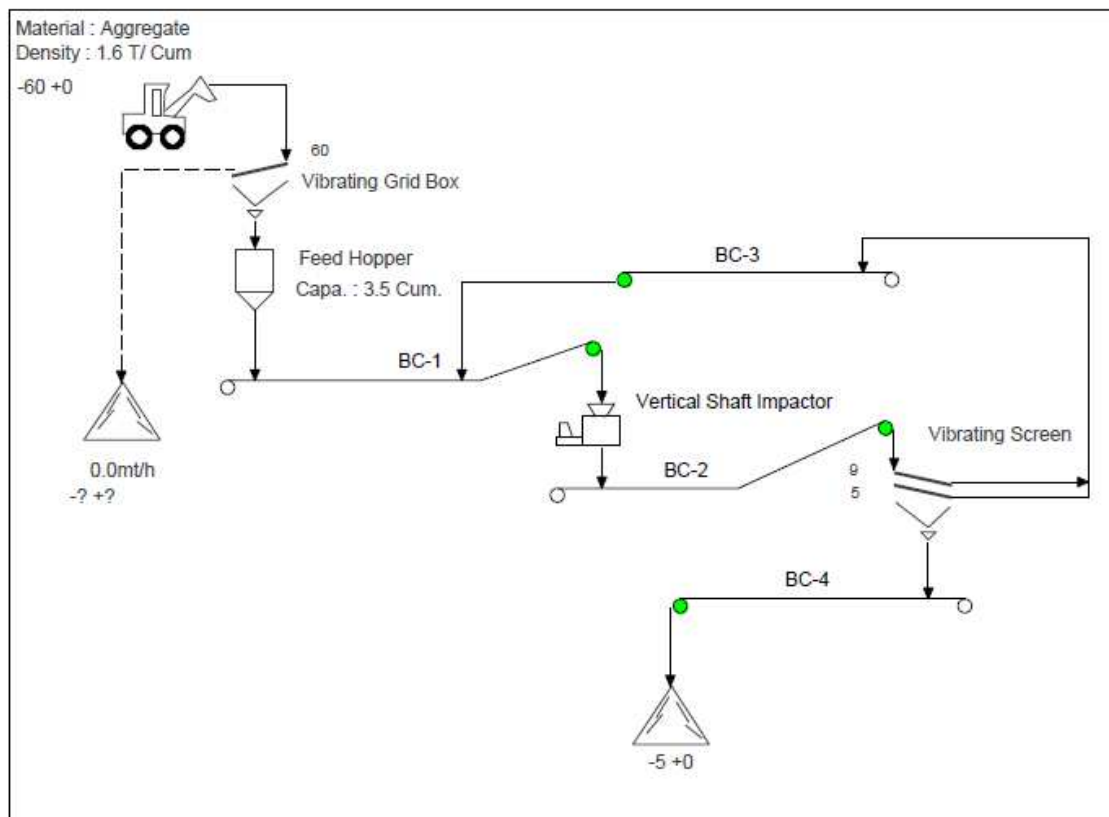 Material : Aggregate
Density : 1.6 T/ Cum
-60 +0
60
Vibrating Grid Box
Feed Hopper
Capa. : 3.5 Cum.
BC-3
BC-1
Vertical Shaft Impactor
Vibrating Screen
9
5
BC-2
0.0mt/h
-? +?
BC-4
-5 +0